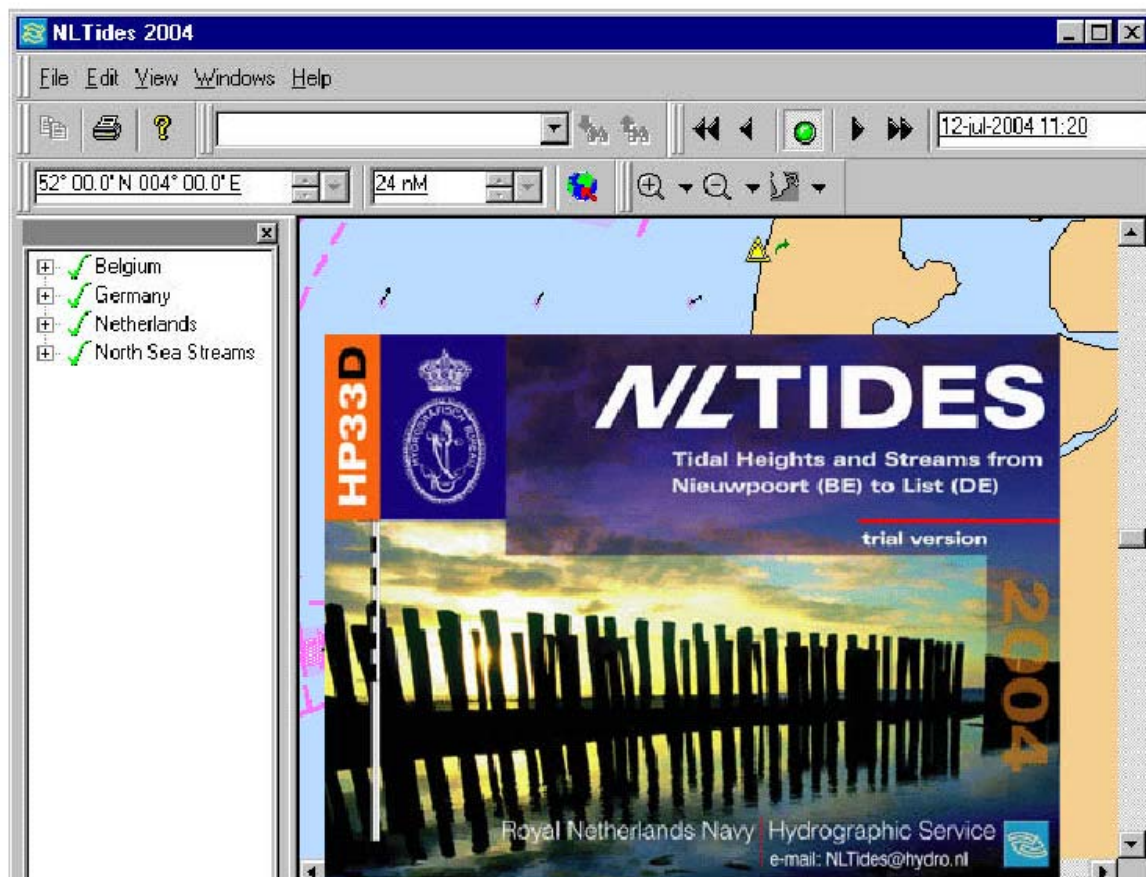 NLTides 2004
File Edit View Windows Help
12-jul-2004 11:20
52° 00.0' N 004° 00.0' E
24 nM
Belgium
Germany
Netherlands
North Sea Streams
HP33D
HYDROGRAFISCH BUREAU
NLTIDES
Tidal Heights and Streams from
Nieuwpoort (BE) to List (DE)
trial version
2004
Royal Netherlands Navy Hydrographic Service
e-mail: NLTides@hydro.nl